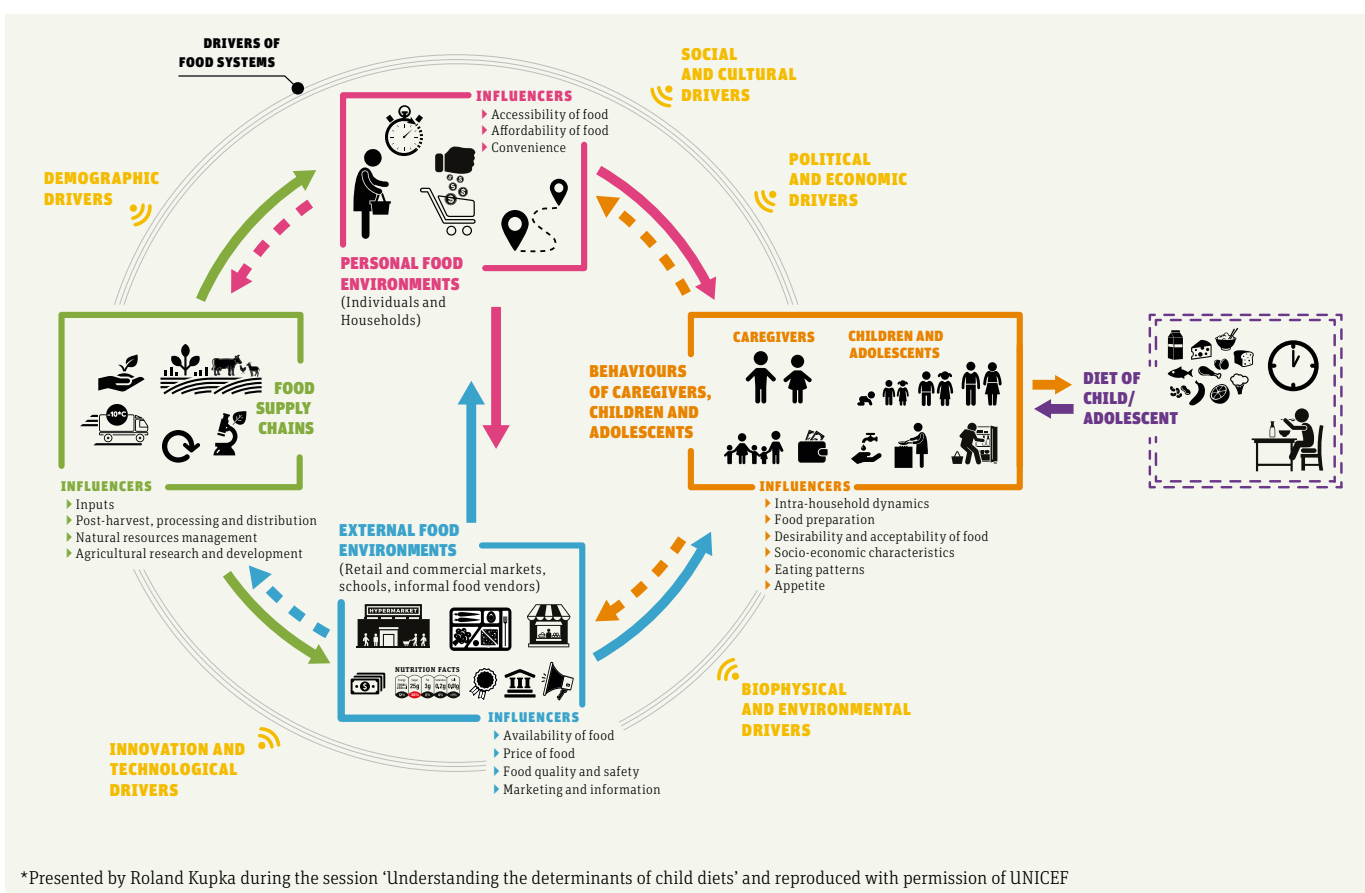 DRIVERS OF
FOOD SYSTEMS
SOCIAL
AND CULTURAL
DRIVERS
POLITICAL
AND ECONOMIC
DRIVERS
DEMOGRAPHIC
DRIVERS
INFLUENCERS
Accessibility of food
Affordability of food
Convenience
PERSONAL FOOD
ENVIRONMENTS
(Individuals and
Households)
-10°C
FOOD
SUPPLY
CHAINS
INFLUENCERS
Inputs
Post-harvest, processing and distribution
Natural resources management
Agricultural research and development
CAREGIVERS
CHILDREN AND
ADOLESCENTS
BEHAVIOURS
OF CAREGIVERS,
CHILDREN AND
ADOLESCENTS
INFLUENCERS
Intra-household dynamics
Food preparation
Desirability and acceptability of food
Socio-economic characteristics
Eating patterns
Appetite
DIET OF
CHILD/
ADOLESCENT
EXTERNAL FOOD
ENVIRONMENTS
(Retail and commercial markets,
schools, informal food vendors)
HYPERMARKET
NUTRITION FACTS
25g 3g 0,2g
INFLUENCERS
Availability of food
Price of food
Food quality and safety
Marketing and information
BIOPHYSICAL
AND ENVIRONMENTAL
DRIVERS
INNOVATION AND
TECHNOLOGICAL
DRIVERS
*Presented by Roland Kupka during the session ‘Understanding the determinants of child diets’ and reproduced with permission of UNICEF